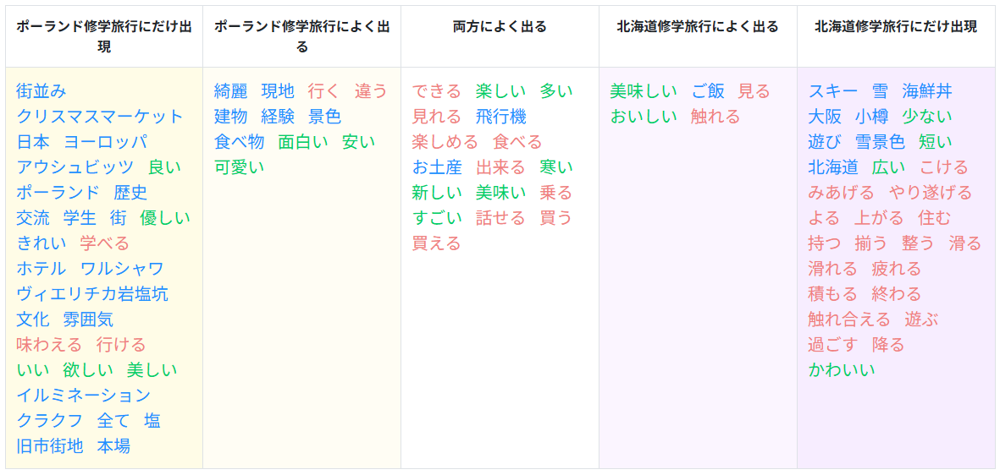 ポーランド修学旅行にだけ出
現
ポーランド修学旅行によく出
る
両方によく出る
北海道修学旅行によく出る
北海道修学旅行にだけ出現
街並み
クリスマスマーケット
日本 ヨーロッパ
アウシュビッツ 良い
ポーランド 歴史
交流 学生 街 優しい
きれい 学べる
ホテル ワルシャワ
ヴィエリチカ岩塩坑
文化 雰囲気
味わえる 行ける
いい 欲しい 美しい
イルミネーション
クラクフ 全て 塩
旧市街地 本場
綺麗 現地 行く 違う
建物 経験 景色
食べ物 面白い 安い
可愛い
できる 楽しい 多い
見れる 飛行機
楽しめる 食べる
お土産 出来る 寒い
新しい 美味い 乗る
すごい 話せる 買う
買える
美味しい ご飯 見る
おいしい 触れる
スキー 雪 海鮮丼
大阪 小樽 少ない
遊び 雪景色 短い
北海道 広い こける
みあげる やり遂げる
よる 上がる 住む
持つ 揃う 整う 滑る
滑れる 疲れる
積もる 終わる
触れ合える 遊ぶ
過ごす 降る
かわいい